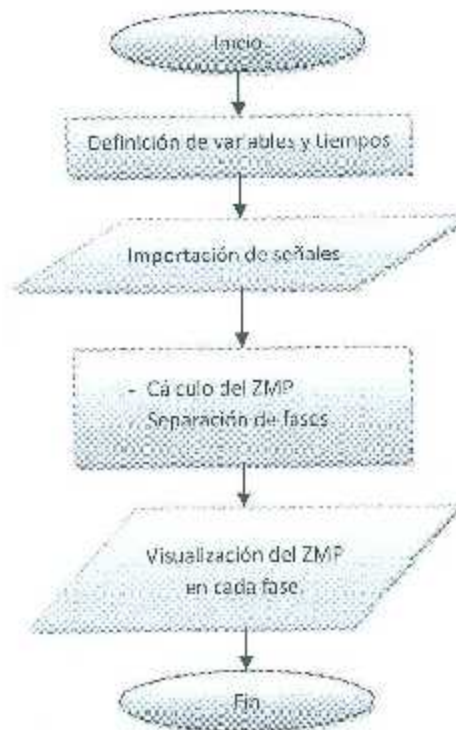 Inicio
Definición de variables y tiempos
Importación de señales
- Cálculo del ZMP
- Separación de fases
Visualización del ZMP
en cada fase.
Fin